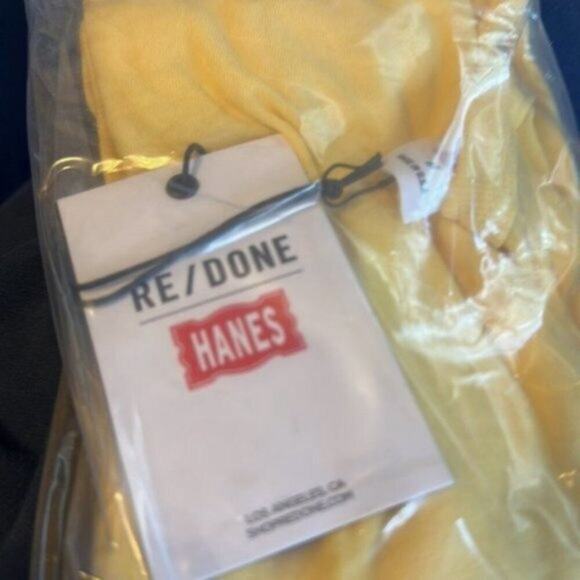 RE/DONE
HANES
LOS ANGELES, CA
SHOPREDONE.COM